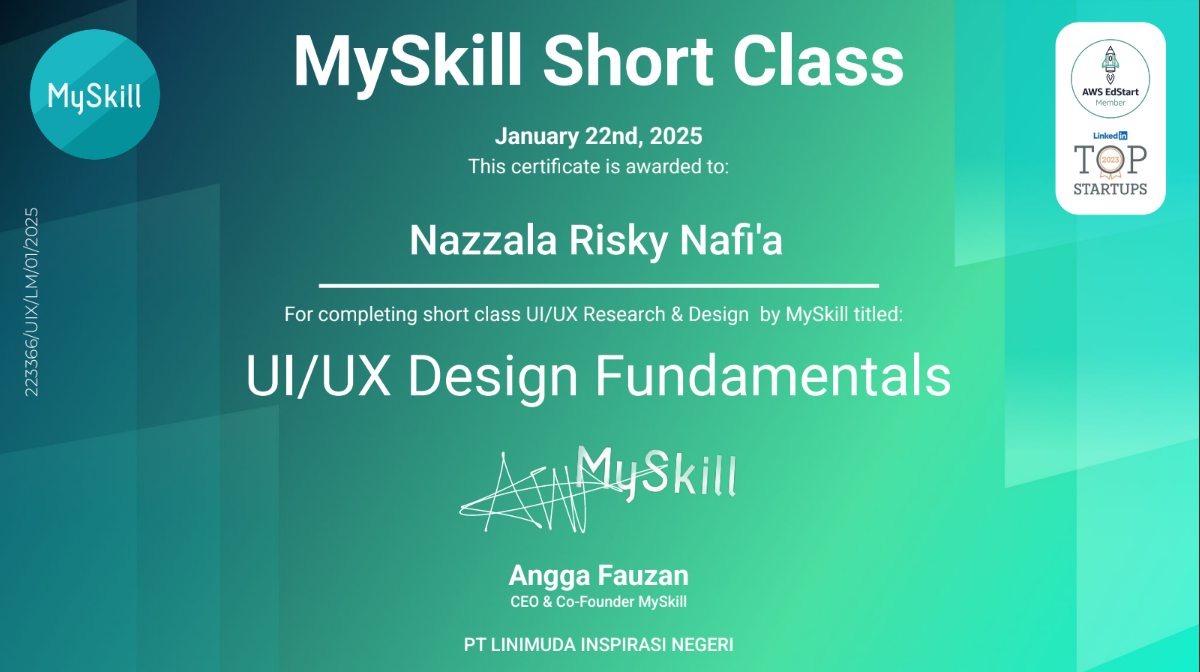 MySkill
MySkill Short Class
AWS EdStart
Member
LinkedIn
2023
TOP
STARTUPS
January 22nd, 2025
This certificate is awarded to:
223366/UIX/LM/01/2025
Nazzala Risky Nafi'a
For completing short class UI/UX Research & Design by MySkill titled:
UI/UX Design Fundamentals
MySkill
Angga Fauzan
CEO & Co-Founder MySkill
PT LINIMUDA INSPIRASI NEGERI